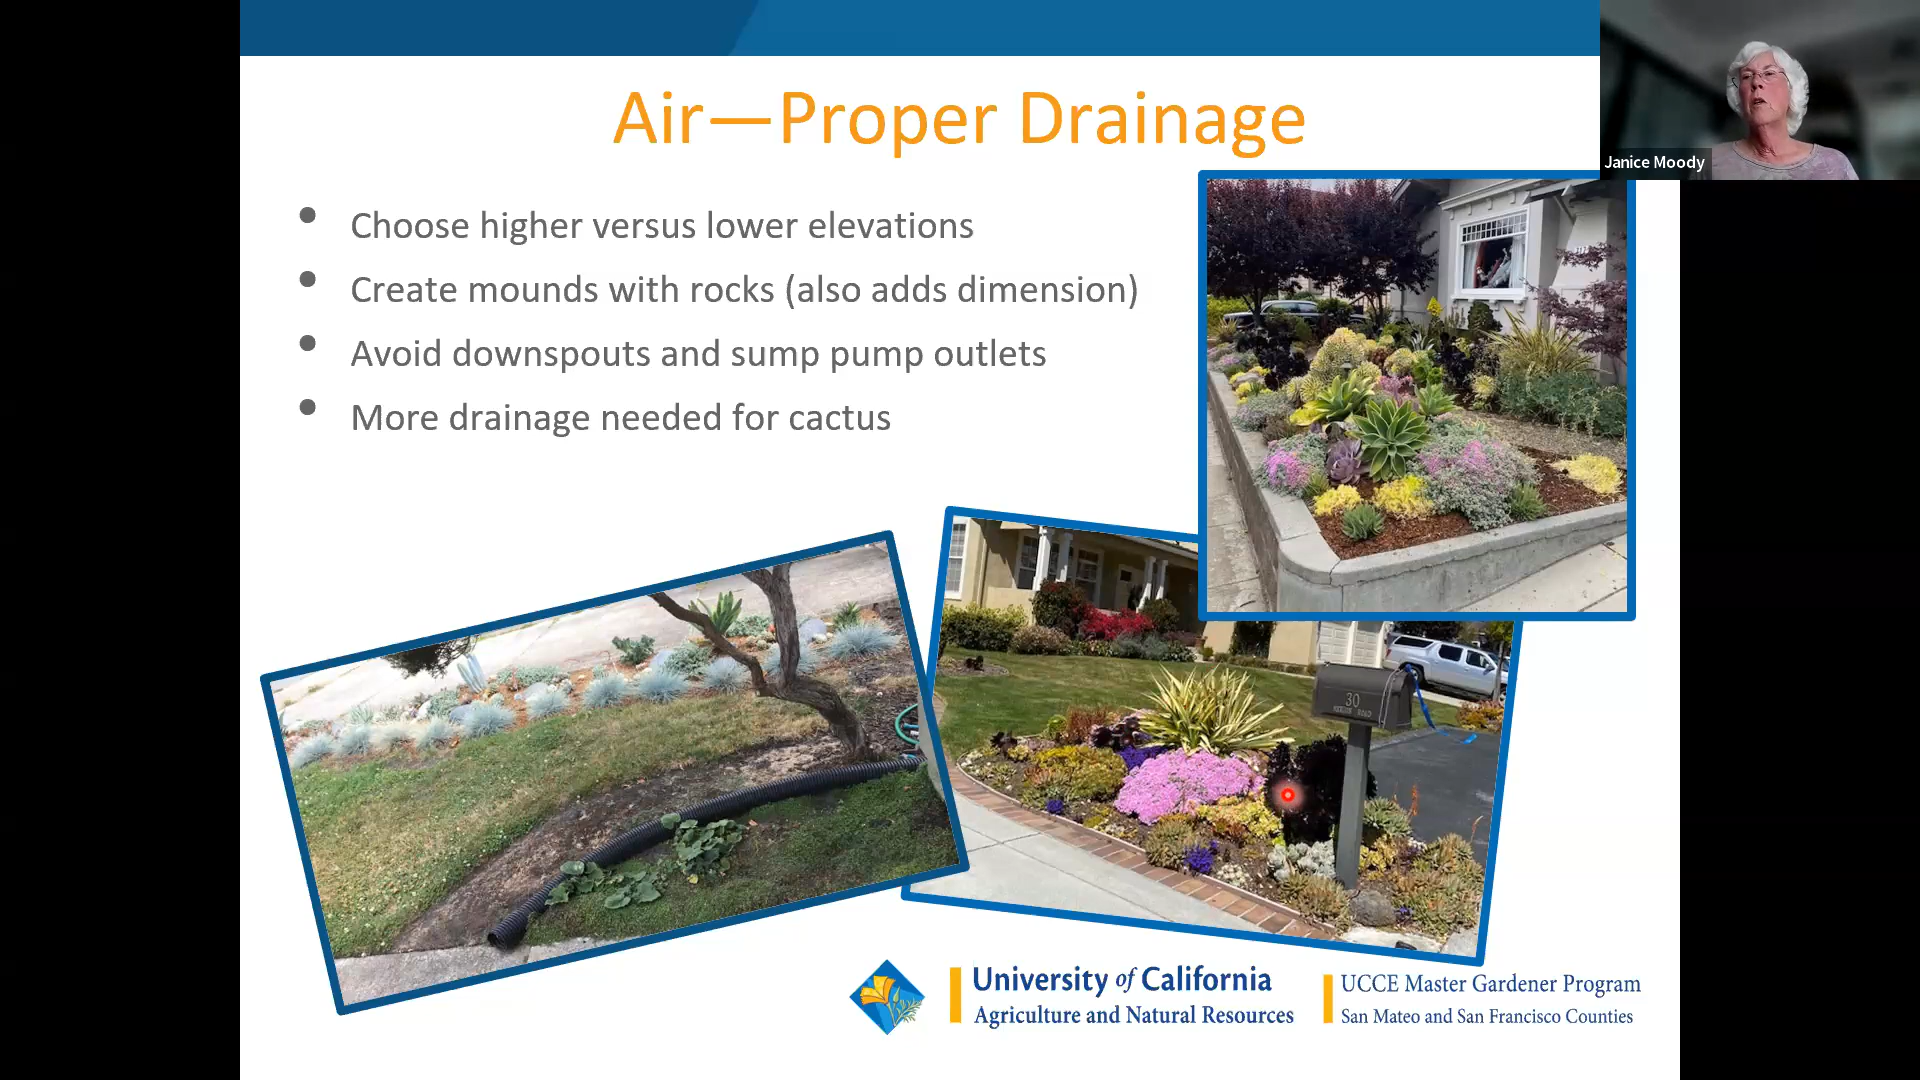 Air—Proper Drainage
Janice Moody
• Choose higher versus lower elevations
• Create mounds with rocks (also adds dimension)
• Avoid downspouts and sump pump outlets
• More drainage needed for cactus
30
University of California
Agriculture and Natural Resources
UCCE Master Gardener Program
San Mateo and San Francisco Counties